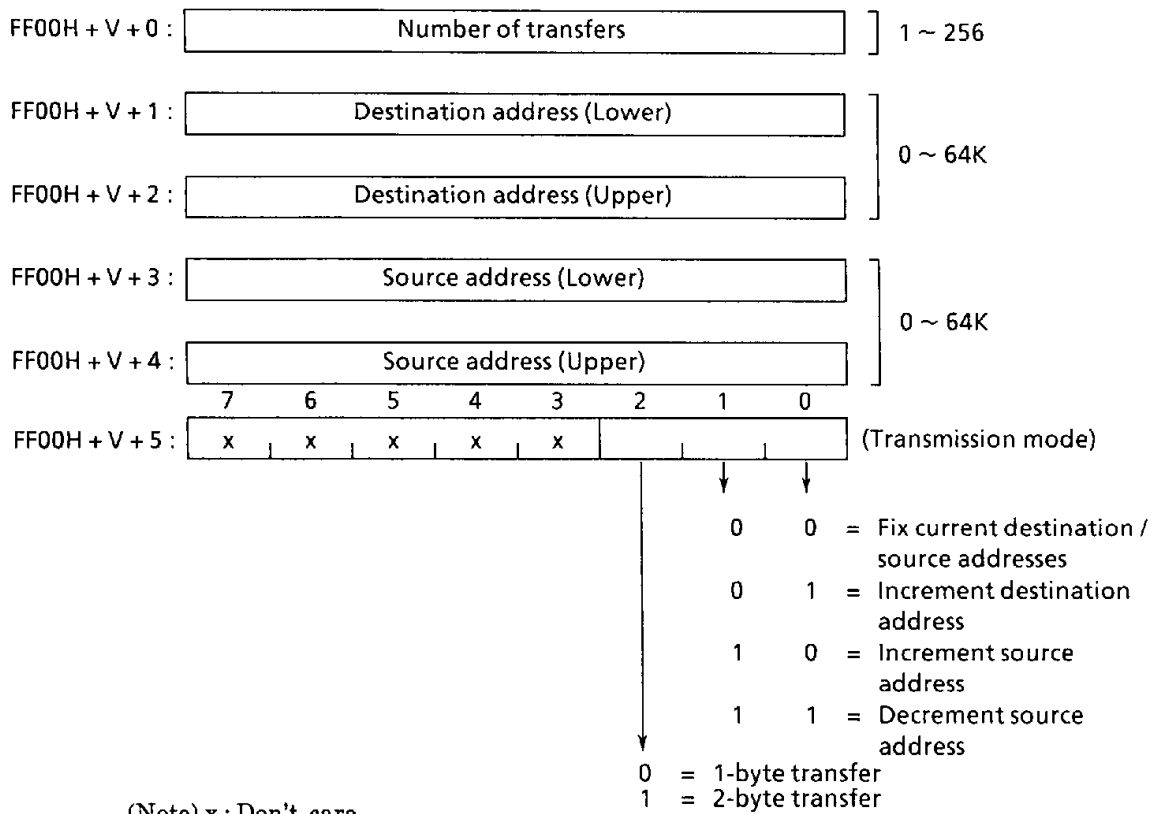 FF00H + V + 0 : Number of transfers 1 ~ 256
FF00H + V + 1 : Destination address (Lower)
0 ~ 64K
FF00H + V + 2 : Destination address (Upper)
FF00H + V + 3 : Source address (Lower)
0 ~ 64K
FF00H + V + 4 : Source address (Upper)
7 6 5 4 3 2 1 0
FF00H + V + 5 : x x x x x (Transmission mode)
0 0 = Fix current destination /
source addresses
0 1 = Increment destination
address
1 0 = Increment source
address
1 1 = Decrement source
address
0 = 1-byte transfer
1 = 2-byte transfer
(Note) x : Don't care